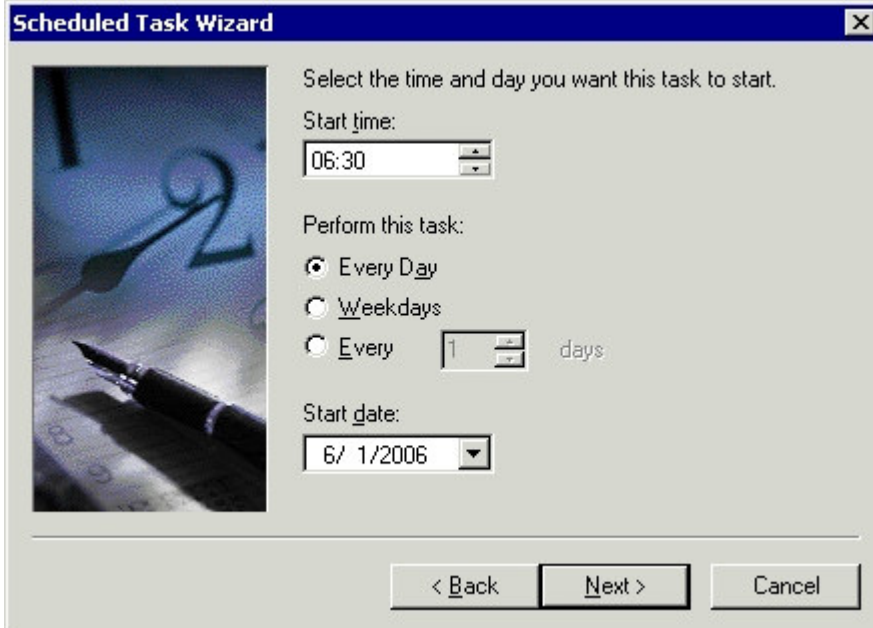 Scheduled Task Wizard
Select the time and day you want this task to start.
Start time:
06:30
Perform this task:
Every Day
Weekdays
Every 1 days
Start date:
6/ 1/2006
< Back Next > Cancel